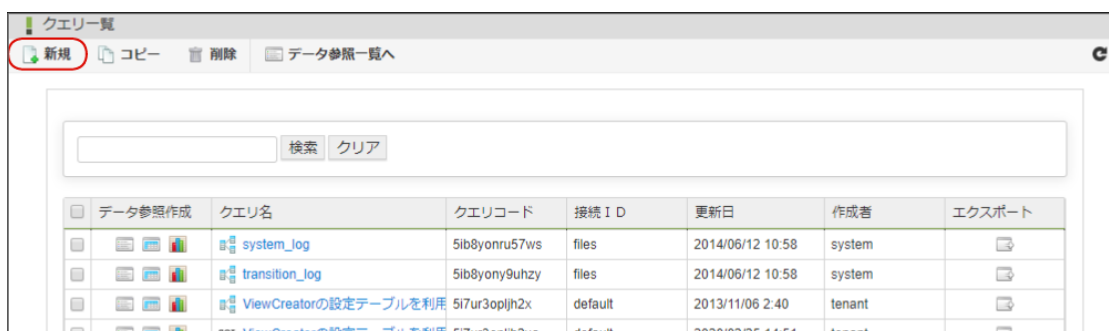 クエリー覧
新規 コピー 削除 データ参照一覧へ
検索 クリア
データ参照作成 クエリ名 クエリコード 接続ID 更新日 作成者 エクスポート
system_log 5ib8yonru57ws files 2014/06/12 10:58 system
transition_log 5ib8yony9uhzy files 2014/06/12 10:58 system
ViewCreatorの設定テーブルを利用 5i7ur3opljh2x default 2013/11/06 2:40 tenant